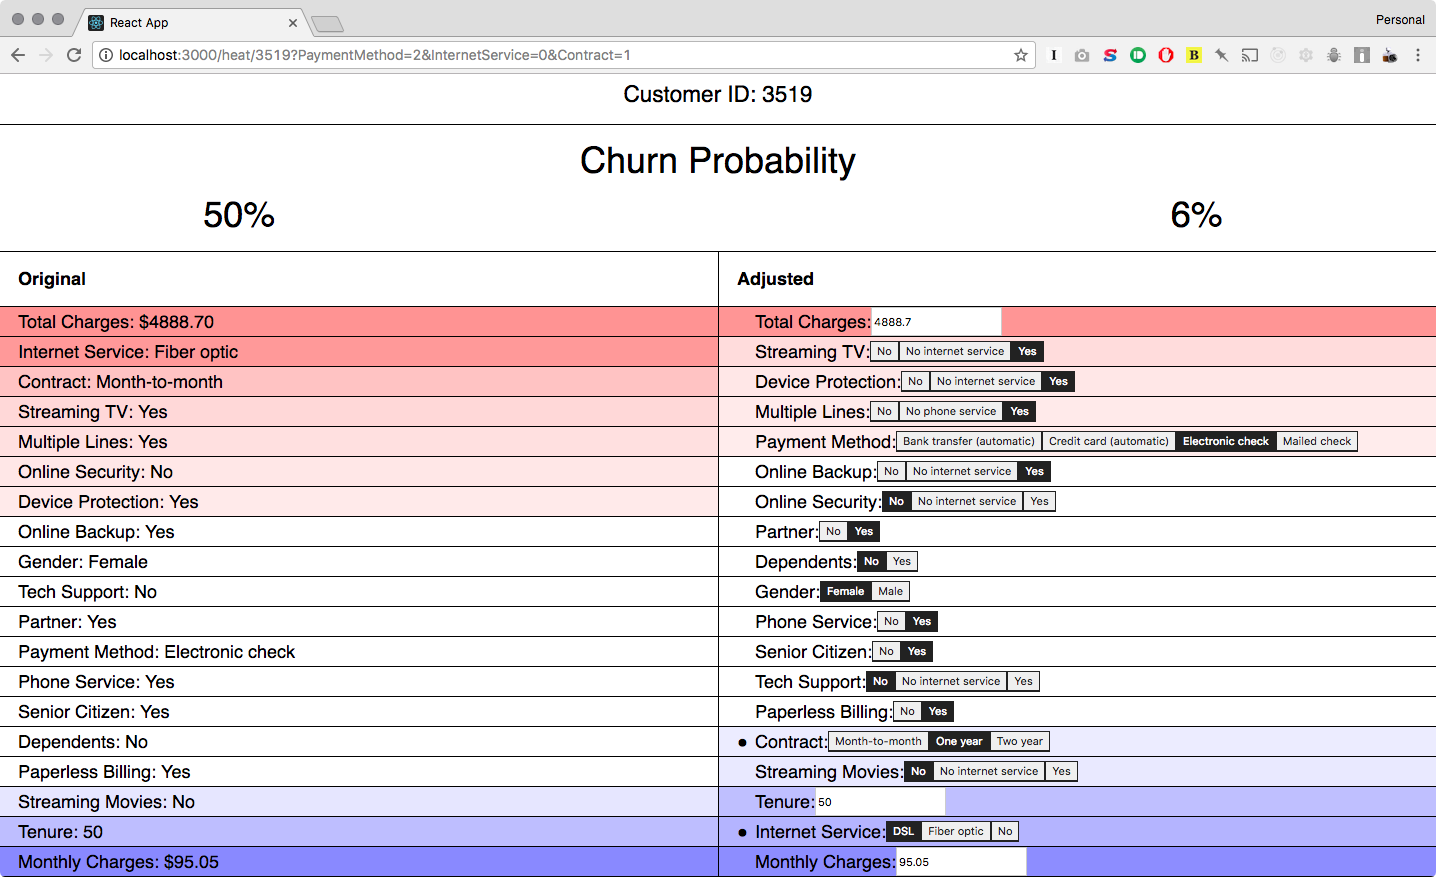 React App
Personal
localhost:3000/heat/3519?PaymentMethod=2&InternetService=0&Contract=1
Customer ID: 3519
Churn Probability
50%
6%
Original
Adjusted
Total Charges: $4888.70
Total Charges: 4888.7
Internet Service: Fiber optic
Streaming TV: No No internet service Yes
Contract: Month-to-month
Device Protection: No No internet service Yes
Streaming TV: Yes
Multiple Lines: No No phone service Yes
Multiple Lines: Yes
Payment Method: Bank transfer (automatic) Credit card (automatic) Electronic check Mailed check
Online Security: No
Online Backup: No No internet service Yes
Device Protection: Yes
Online Security: No No internet service Yes
Online Backup: Yes
Partner: No Yes
Gender: Female
Dependents: No Yes
Tech Support: No
Gender: Female Male
Partner: Yes
Phone Service: No Yes
Payment Method: Electronic check
Senior Citizen: No Yes
Phone Service: Yes
Tech Support: No No internet service Yes
Senior Citizen: Yes
Paperless Billing: No Yes
Dependents: No
• Contract: Month-to-month One year Two year
Paperless Billing: Yes
Streaming Movies: No No internet service Yes
Streaming Movies: No
Tenure: 50
Tenure: 50
• Internet Service: DSL Fiber optic No
Monthly Charges: $95.05
Monthly Charges: 95.05